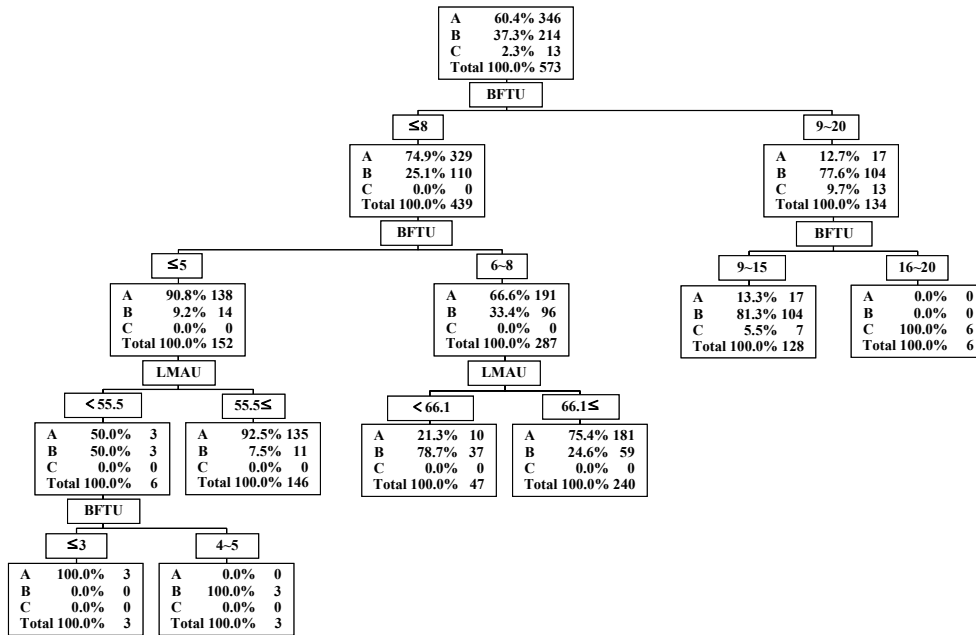 A 60.4% 346
B 37.3% 214
C 2.3% 13
Total 100.0% 573
BFTU
≤8
9~20
A 74.9% 329
B 25.1% 110
C 0.0% 0
Total 100.0% 439
A 12.7% 17
B 77.6% 104
C 9.7% 13
Total 100.0% 134
BFTU
BFTU
≤5
6~8
9~15
16~20
A 90.8% 138
B 9.2% 14
C 0.0% 0
Total 100.0% 152
A 66.6% 191
B 33.4% 96
C 0.0% 0
Total 100.0% 287
A 13.3% 17
B 81.3% 104
C 5.5% 7
Total 100.0% 128
A 0.0% 0
B 0.0% 0
C 100.0% 6
Total 100.0% 6
LMAU
LMAU
<55.5
55.5≤
<66.1
66.1≤
A 50.0% 3
B 50.0% 3
C 0.0% 0
Total 100.0% 6
A 92.5% 135
B 7.5% 11
C 0.0% 0
Total 100.0% 146
A 21.3% 10
B 78.7% 37
C 0.0% 0
Total 100.0% 47
A 75.4% 181
B 24.6% 59
C 0.0% 0
Total 100.0% 240
BFTU
≤3
4~5
A 100.0% 3
B 0.0% 0
C 0.0% 0
Total 100.0% 3
A 0.0% 0
B 100.0% 3
C 0.0% 0
Total 100.0% 3